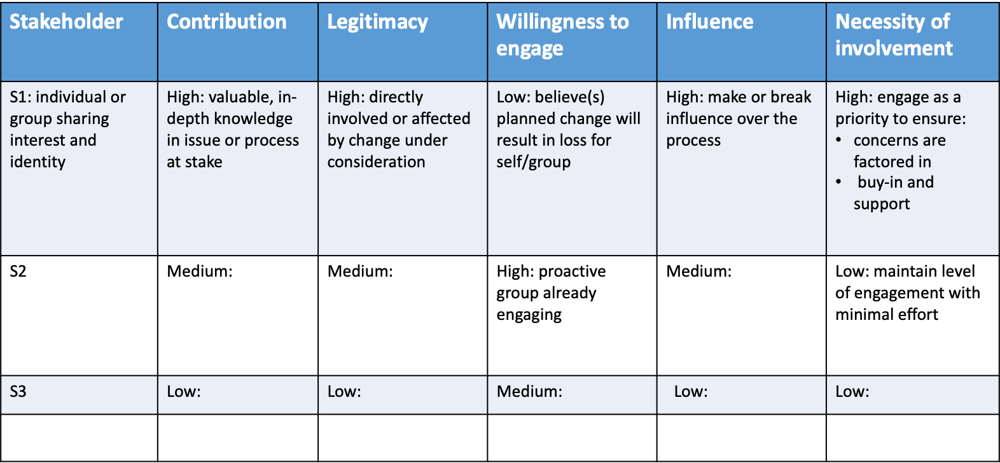 Stakeholder
Contribution
Legitimacy
Willingness to
engage
Influence
Necessity of
involvement
S1: individual or
group sharing
interest and
identity
High: valuable, in-
depth knowledge
in issue or process
at stake
High: directly
involved or affected
by change under
consideration
Low: believe(s)
planned change will
result in loss for
self/group
High: make or break
influence over the
process
High: engage as a
priority to ensure:
• concerns are
factored in
• buy-in and
support
S2
Medium:
Medium:
High: proactive
group already
engaging
Medium:
Low: maintain level
of engagement with
minimal effort
S3
Low:
Low:
Medium:
Low:
Low: